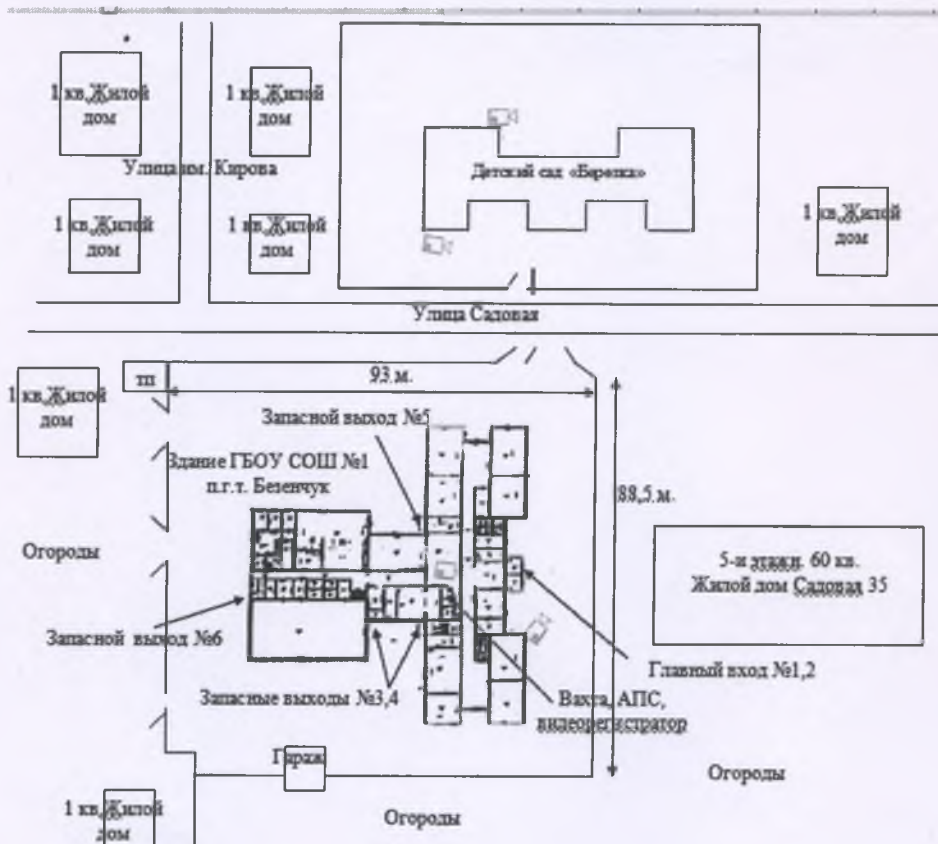 1 кв,Жилой
дом
1 кв,Жилой
дом
Улица им. Кирова
Детский сад «Березка»
1 кв,Жилой
дом
1 кв,Жилой
дом
1 кв,Жилой
дом
Улица Садовая
тп
93 м.
1 кв,Жилой
дом
Запасной выход №5
Здание ГБОУ СОШ №1
п.г.т. Безенчук
88,5 м.
Огороды
5-и этажн. 60 кв.
Жилой дом Садовая 35
Запасной выход №6
Главный вход №1,2
Запасные выходы №3,4
Вахта, АПС,
видеорегистратор
Гараж
Огороды
1 кв,Жилой
дом
Огороды